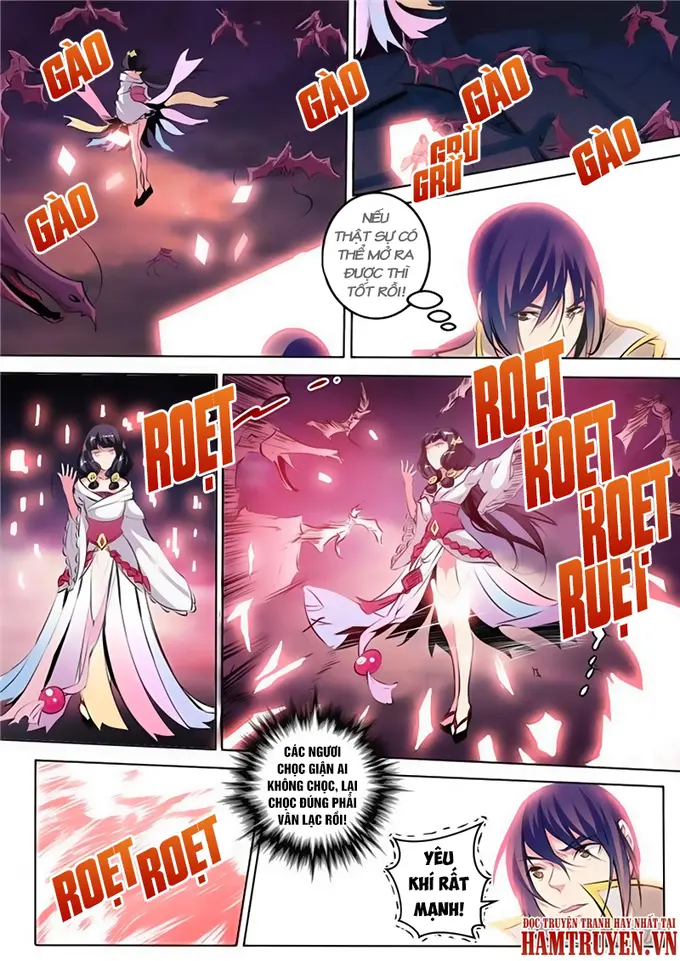 GÀO
GÀO
GÀO
GÀO
GÀO
GRỪ
GRỪ
NẾU
THẬT SỰ CÓ
THỂ MỞ RA
ĐƯỢC THÌ
TỐT RỒI!
ROẸT
ROẸT
ROẸT
ROẸT
ROẸT
RUẸT
CÁC NGƯƠI
CHỌC GIẬN AI
KHÔNG CHỌC, LẠI
CHỌC ĐÚNG PHẢI
VÂN LẠC RỒI!
ROẸT
ROẸT
YÊU
KHÍ RẤT
MẠNH!
ĐỌC TRUYỆN TRANH HAY NHẤT TẠI
HAMTRUYEN.VN